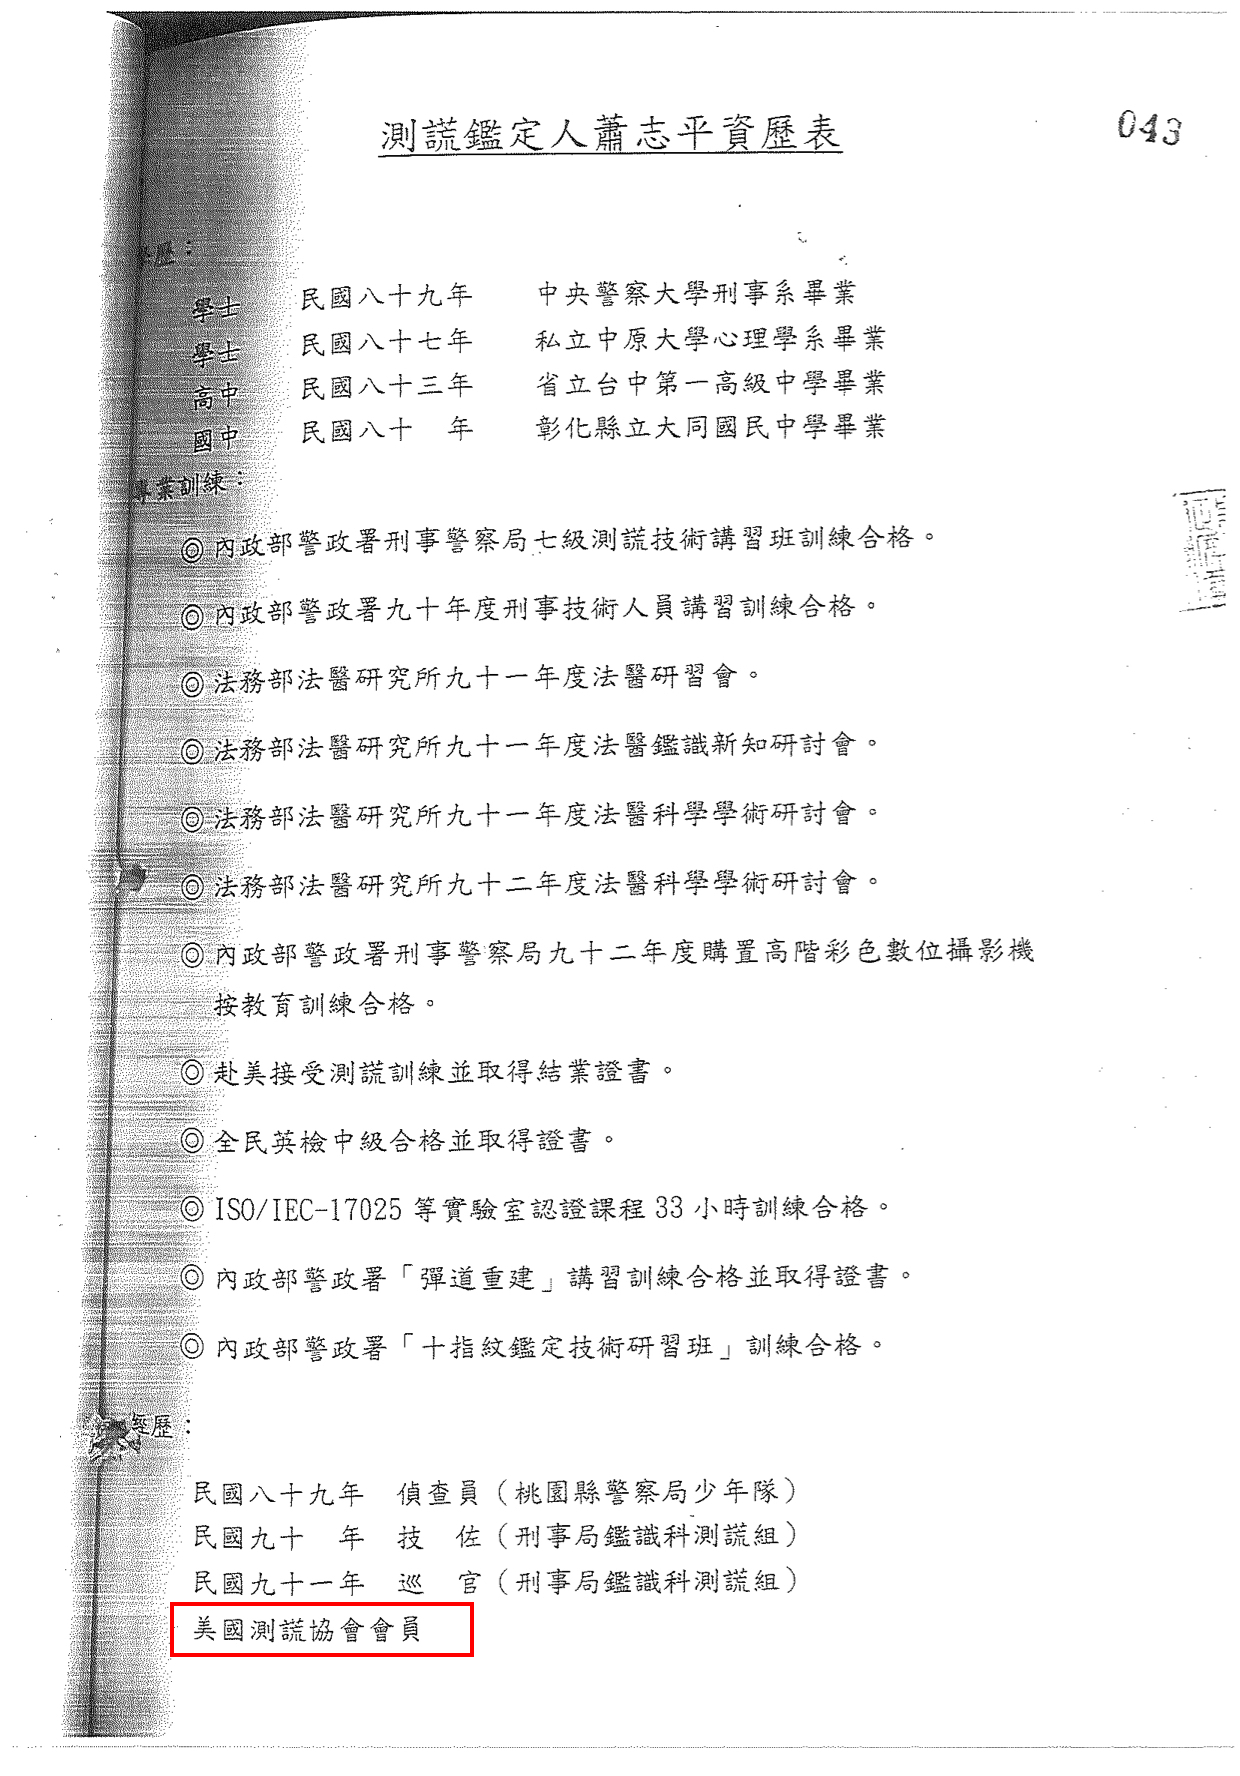 測謊鑑定人蕭志平資歷表
043
學歷：
學士 民國八十九年 中央警察大學刑事系畢業
學士 民國八十七年 私立中原大學心理學系畢業
高中 民國八十三年 省立台中第一高級中學畢業
國中 民國八十 年 彰化縣立大同國民中學畢業
專業訓練：
◎內政部警政署刑事警察局七級測謊技術講習班訓練合格。
◎內政部警政署九十年度刑事技術人員講習訓練合格。
◎法務部法醫研究所九十一年度法醫研習會。
◎法務部法醫研究所九十一年度法醫鑑識新知研討會。
◎法務部法醫研究所九十一年度法醫科學學術研討會。
◎法務部法醫研究所九十二年度法醫科學學術研討會。
◎內政部警政署刑事警察局九十二年度購置高階彩色數位攝影機
按教育訓練合格。
◎赴美接受測謊訓練並取得結業證書。
◎全民英檢中級合格並取得證書。
◎ISO/IEC-17025 等實驗室認證課程 33 小時訓練合格。
◎內政部警政署「彈道重建」講習訓練合格並取得證書。
◎內政部警政署「十指紋鑑定技術研習班」訓練合格。
經歷：
民國八十九年 偵查員（桃園縣警察局少年隊）
民國九十 年 技 佐（刑事局鑑識科測謊組）
民國九十一年 巡 官（刑事局鑑識科測謊組）
美國測謊協會會員